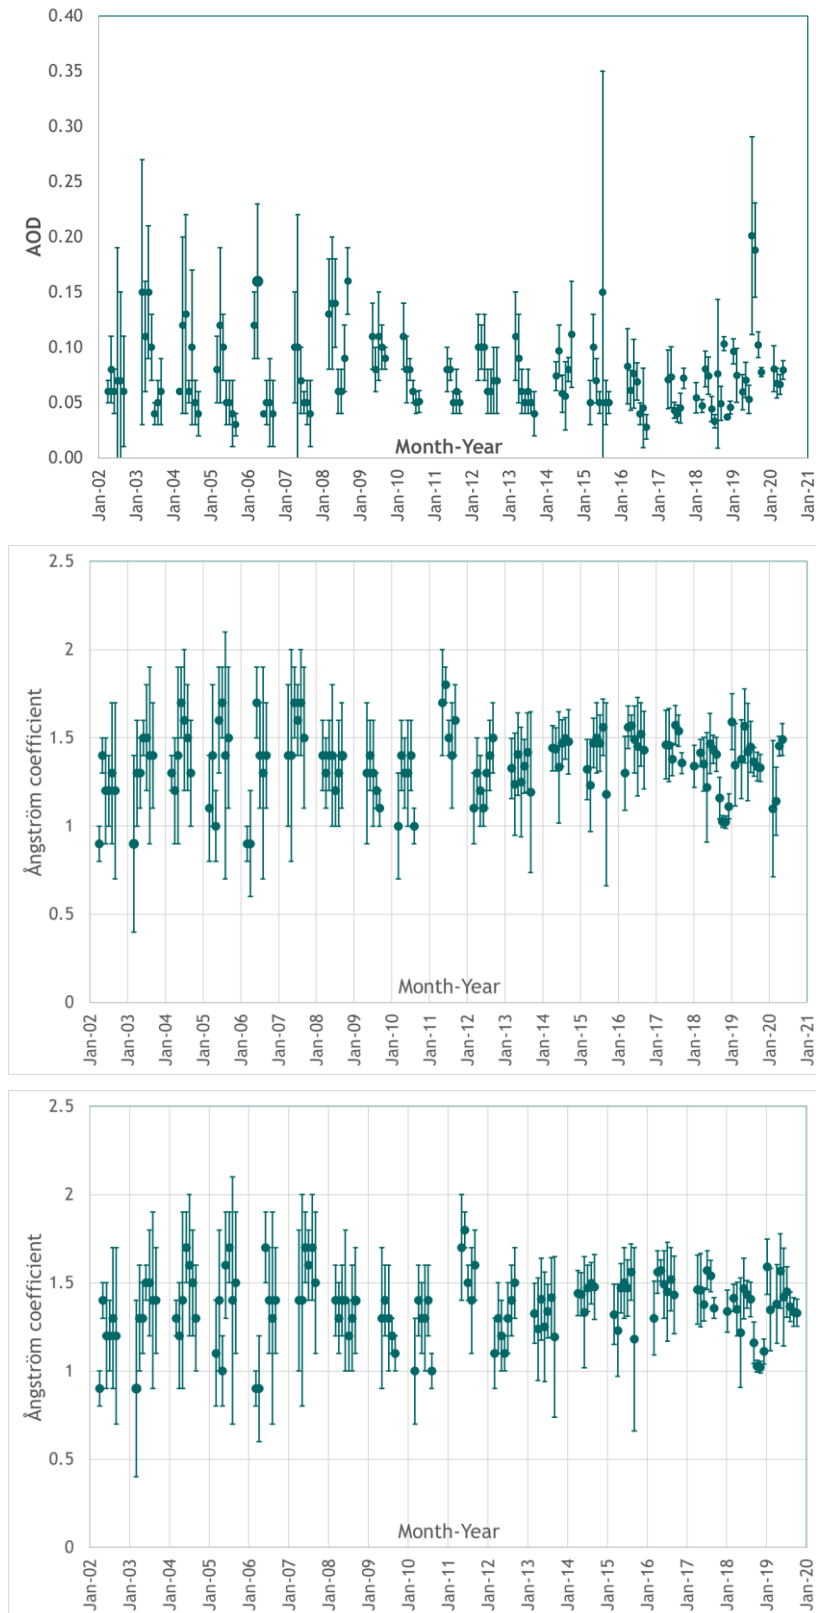 0.40
0.35
0.30
0.25
0.20
0.15
0.10
0.05
0.00
AOD
Month-Year
Jan-02
Jan-03
Jan-04
Jan-05
Jan-06
Jan-07
Jan-08
Jan-09
Jan-10
Jan-11
Jan-12
Jan-13
Jan-14
Jan-15
Jan-16
Jan-17
Jan-18
Jan-19
Jan-20
Jan-21
2.5
2
1.5
1
0.5
0
Ångström coefficient
Month-Year
Jan-02
Jan-03
Jan-04
Jan-05
Jan-06
Jan-07
Jan-08
Jan-09
Jan-10
Jan-11
Jan-12
Jan-13
Jan-14
Jan-15
Jan-16
Jan-17
Jan-18
Jan-19
Jan-20
Jan-21
2.5
2
1.5
1
0.5
0
Ångström coefficient
Month-Year
Jan-02
Jan-03
Jan-04
Jan-05
Jan-06
Jan-07
Jan-08
Jan-09
Jan-10
Jan-11
Jan-12
Jan-13
Jan-14
Jan-15
Jan-16
Jan-17
Jan-18
Jan-19
Jan-20